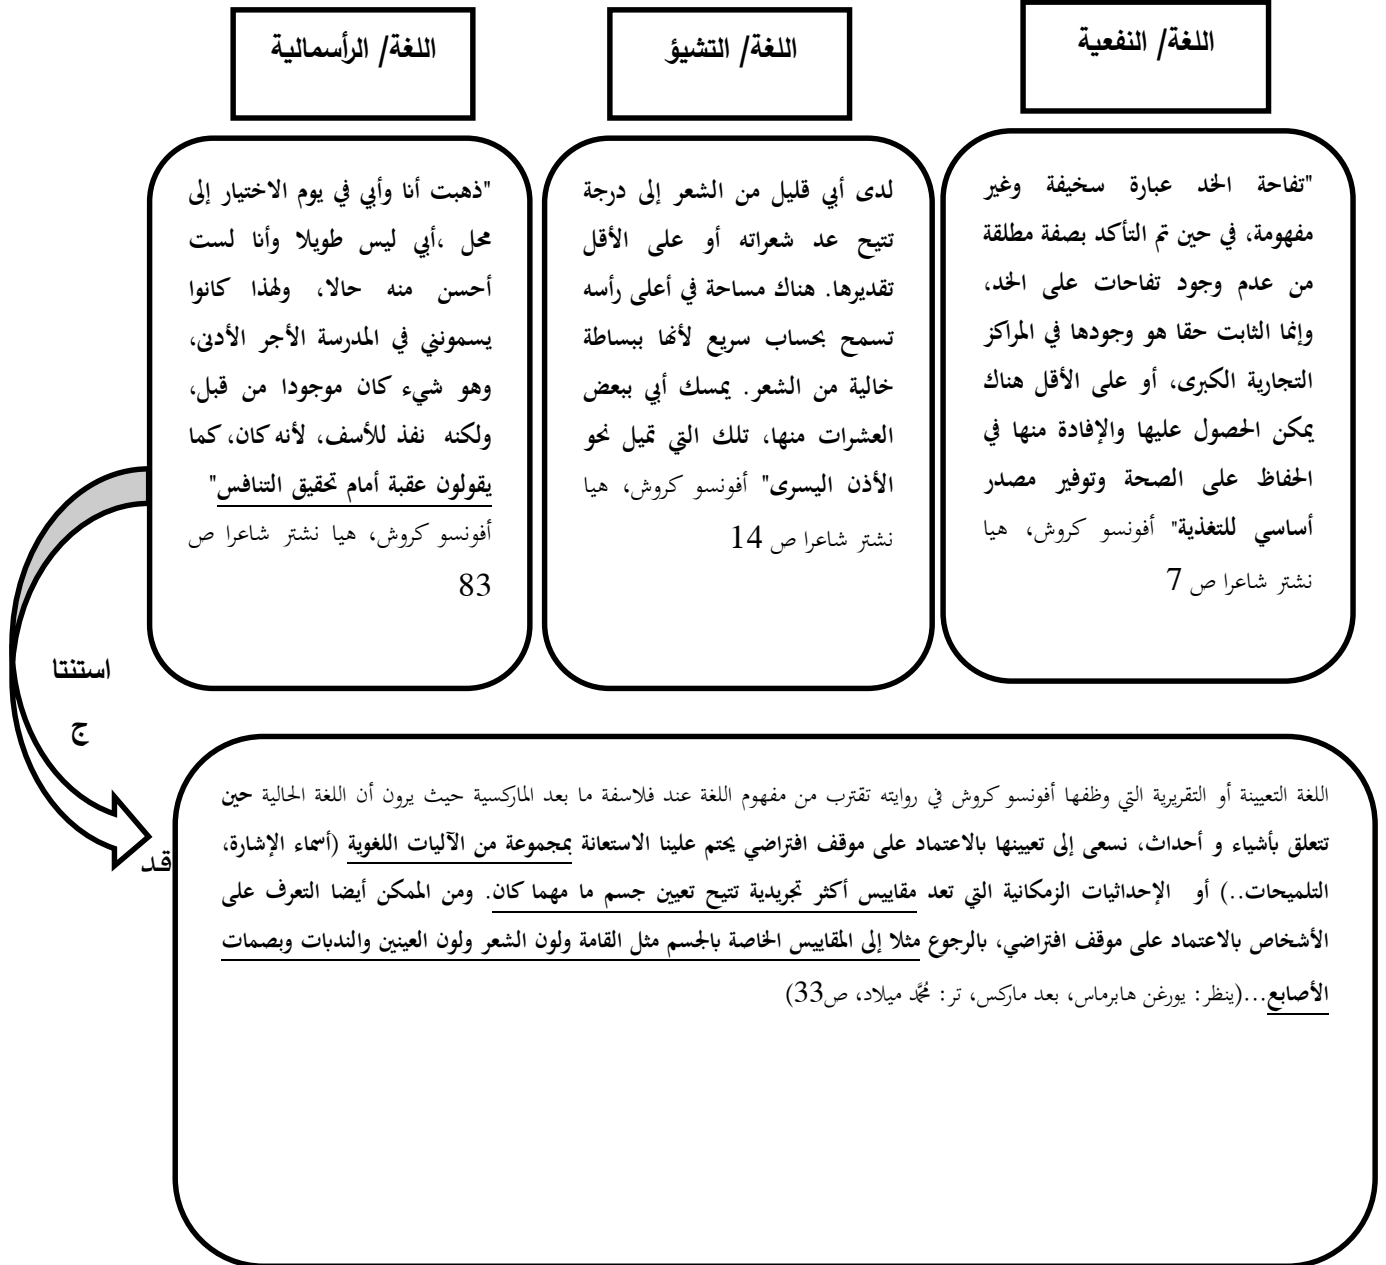 اللغة/ النفعية
"تفاحة الخد عبارة سخيفة وغير
مفهومة، في حين تم التأكد بصفة مطلقة
من عدم وجود تفاحات على الخد،
وإنما الثابت حقا هو وجودها في المراكز
التجارية الكبرى، أو على الأقل هناك
يمكن الحصول عليها والإفادة منها في
الحفاظ على الصحة وتوفير مصدر
أساسي للتغذية" أفونسو كروش، هيا
نشتر شاعرا ص 7
اللغة/ التشيؤ
لدى أبي قليل من الشعر إلى درجة
تتيح عد شعراته أو على الأقل
تقديرها. هناك مساحة في أعلى رأسه
تسمح بحساب سريع لأنها ببساطة
خالية من الشعر. يمسك أبي ببعض
العشرات منها، تلك التي تميل نحو
الأذن اليسرى" أفونسو كروش، هيا
نشتر شاعرا ص 14
اللغة/ الرأسمالية
"ذهبت أنا وأبي في يوم الاختيار إلى
محل ،أبي ليس طويلا وأنا لست
أحسن منه حالا، ولهذا كانوا
يسمونني في المدرسة الأجر الأدنى،
وهو شيء كان موجودا من قبل،
ولكنه نفذ للأسف، لأنه كان، كما
يقولون عقبة أمام تحقيق التنافس"
أفونسو كروش، هيا نشتر شاعرا ص
83
استنتا
ج
قد
اللغة التعيينة أو التقريرية التي وظفها أفونسو كروش في روايته تقترب من مفهوم اللغة عند فلاسفة ما بعد الماركسية حيث يرون أن اللغة الحالية حين
تتعلق بأشياء و أحداث، نسعى إلى تعيينها بالاعتماد على موقف افتراضي يحتم علينا الاستعانة بمجموعة من الآليات اللغوية (أسماء الإشارة،
التلميحات..) أو الإحداثيات الزمكانية التي تعد مقاييس أكثر تجريدية تتيح تعيين جسم ما مهما كان. ومن الممكن أيضا التعرف على
الأشخاص بالاعتماد على موقف افتراضي، بالرجوع مثلا إلى المقاييس الخاصة بالجسم مثل القامة ولون الشعر ولون العينين والندبات وبصمات
الأصابع...(ينظر: يورغن هابرماس، بعد ماركس، تر: مُحَّد ميلاد، ص33)